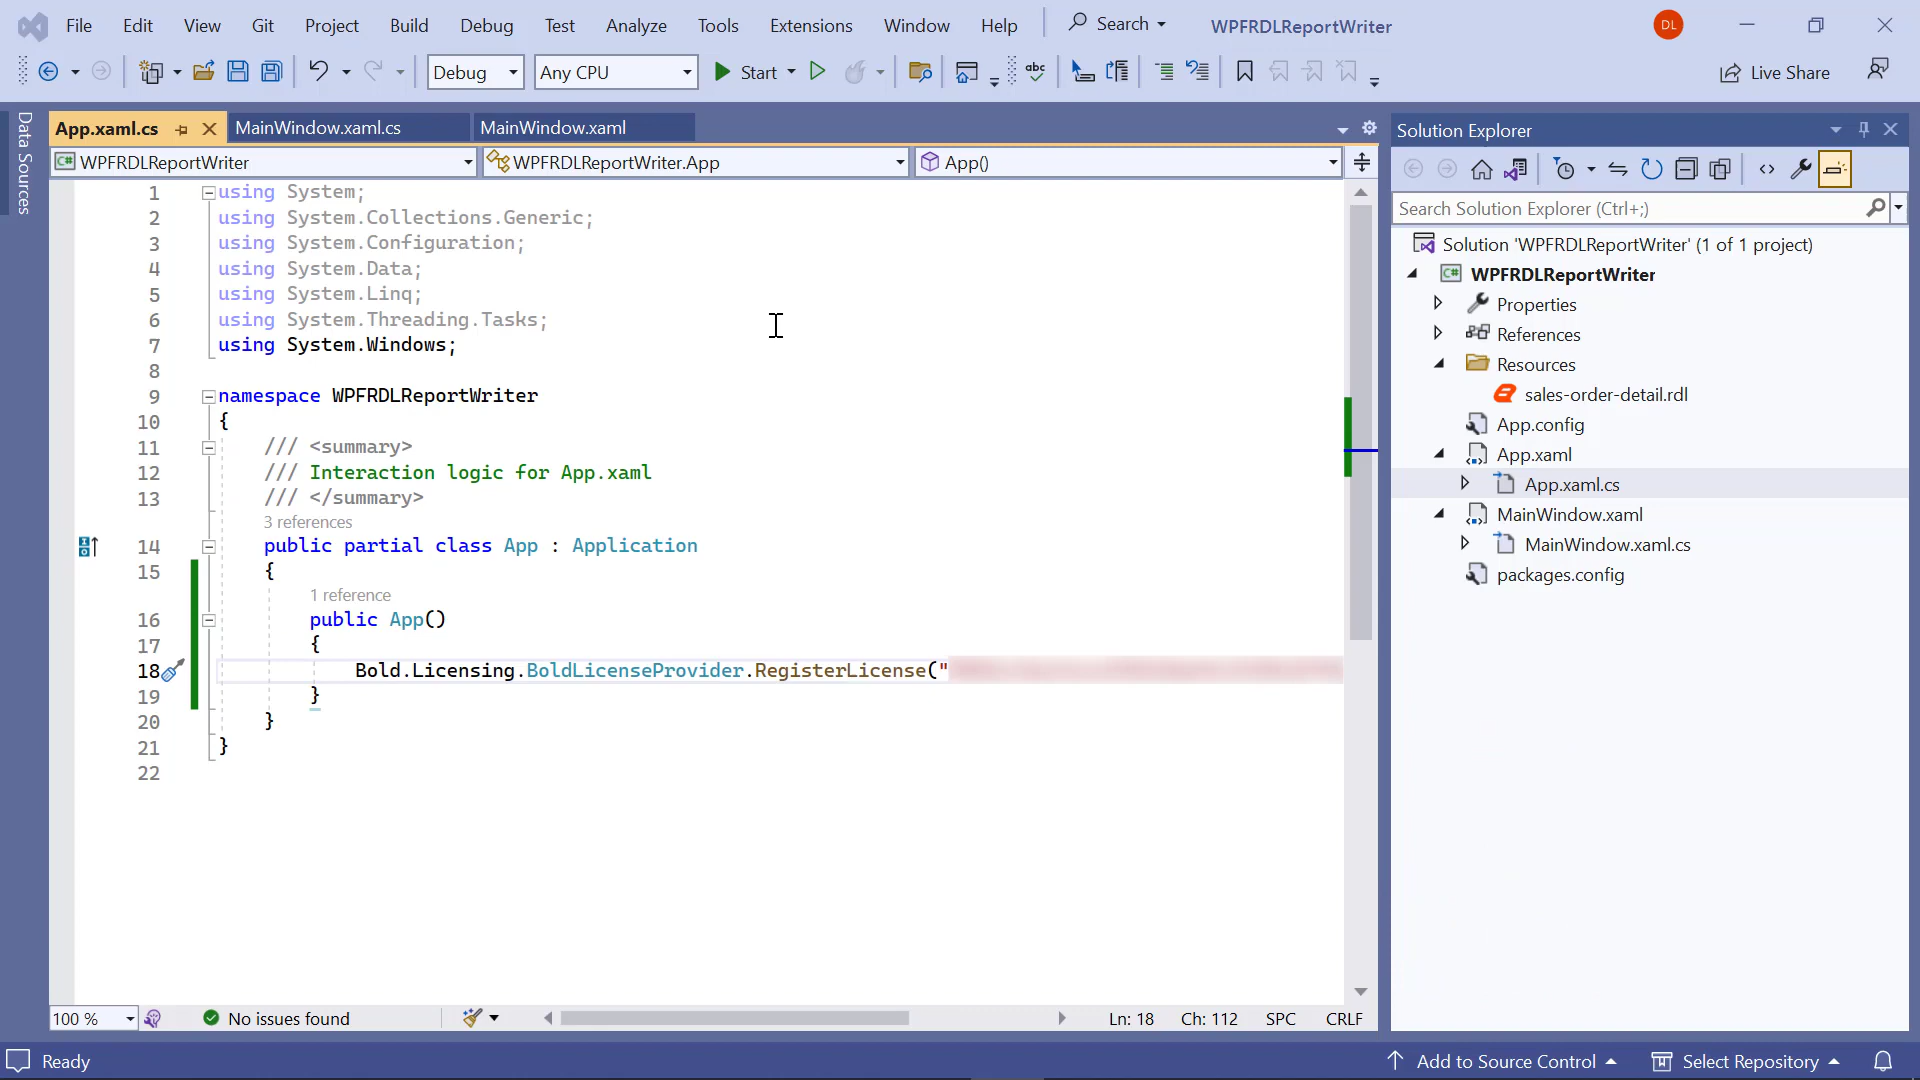 File Edit View Git Project Build Debug Test Analyze Tools Extensions Window Help Search WPFRDLReportWriter DL
Debug Any CPU Start abc Live Share
Data Sources
App.xaml.cs MainWindow.xaml.cs MainWindow.xaml
C# WPFRDLReportWriter WPFRDLReportWriter.App App()
1 using System;
2 using System.Collections.Generic;
3 using System.Configuration;
4 using System.Data;
5 using System.Linq;
6 using System.Threading.Tasks;
7 using System.Windows;
8
9 namespace WPFRDLReportWriter
10 {
11 /// <summary>
12 /// Interaction logic for App.xaml
13 /// </summary>
3 references
14 public partial class App : Application
15 {
1 reference
16 public App()
17 {
18 Bold.Licensing.BoldLicenseProvider.RegisterLicense("
19 }
20 }
21 }
22
100 % No issues found Ln: 18 Ch: 112 SPC CRLF
Solution Explorer
Search Solution Explorer (Ctrl+;)
Solution 'WPFRDLReportWriter' (1 of 1 project)
C# WPFRDLReportWriter
Properties
References
Resources
sales-order-detail.rdl
App.config
App.xaml
App.xaml.cs
MainWindow.xaml
MainWindow.xaml.cs
packages.config
Ready Add to Source Control Select Repository